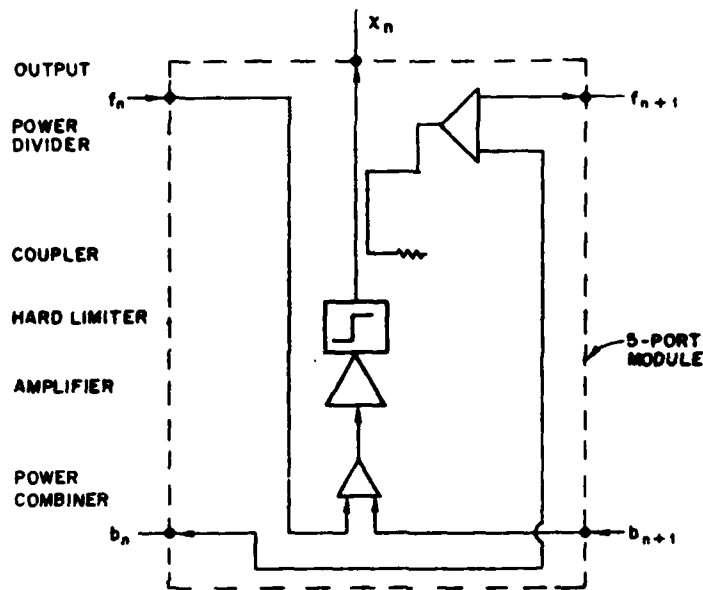 xₙ
OUTPUT
fₙ
fₙ₊₁
POWER
DIVIDER
COUPLER
HARD LIMITER
5-PORT
MODULE
AMPLIFIER
POWER
COMBINER
bₙ
bₙ₊₁